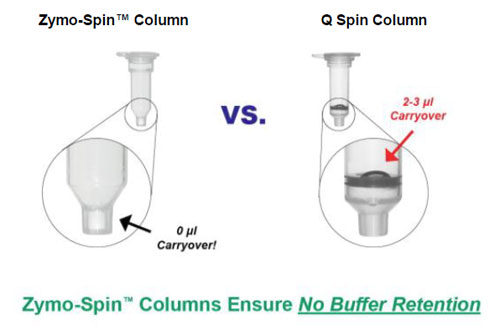 Zymo-Spin™ Column
Q Spin Column
VS.
2-3 µl
Carryover
0 µl
Carryover!
Zymo-Spin™ Columns Ensure No Buffer Retention